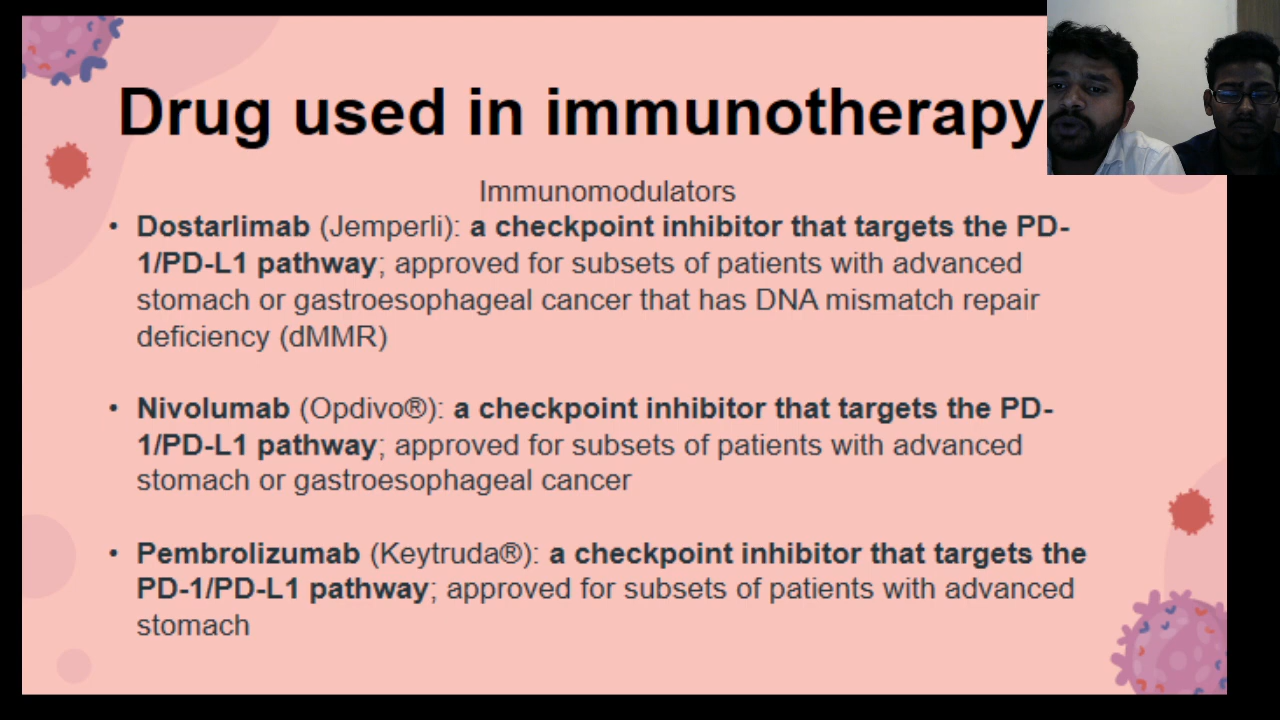 Drug used in immunotherapy
Immunomodulators
• Dostarlimab (Jemperli): a checkpoint inhibitor that targets the PD-
1/PD-L1 pathway; approved for subsets of patients with advanced
stomach or gastroesophageal cancer that has DNA mismatch repair
deficiency (dMMR)
• Nivolumab (Opdivo®): a checkpoint inhibitor that targets the PD-
1/PD-L1 pathway; approved for subsets of patients with advanced
stomach or gastroesophageal cancer
• Pembrolizumab (Keytruda®): a checkpoint inhibitor that targets the
PD-1/PD-L1 pathway; approved for subsets of patients with advanced
stomach